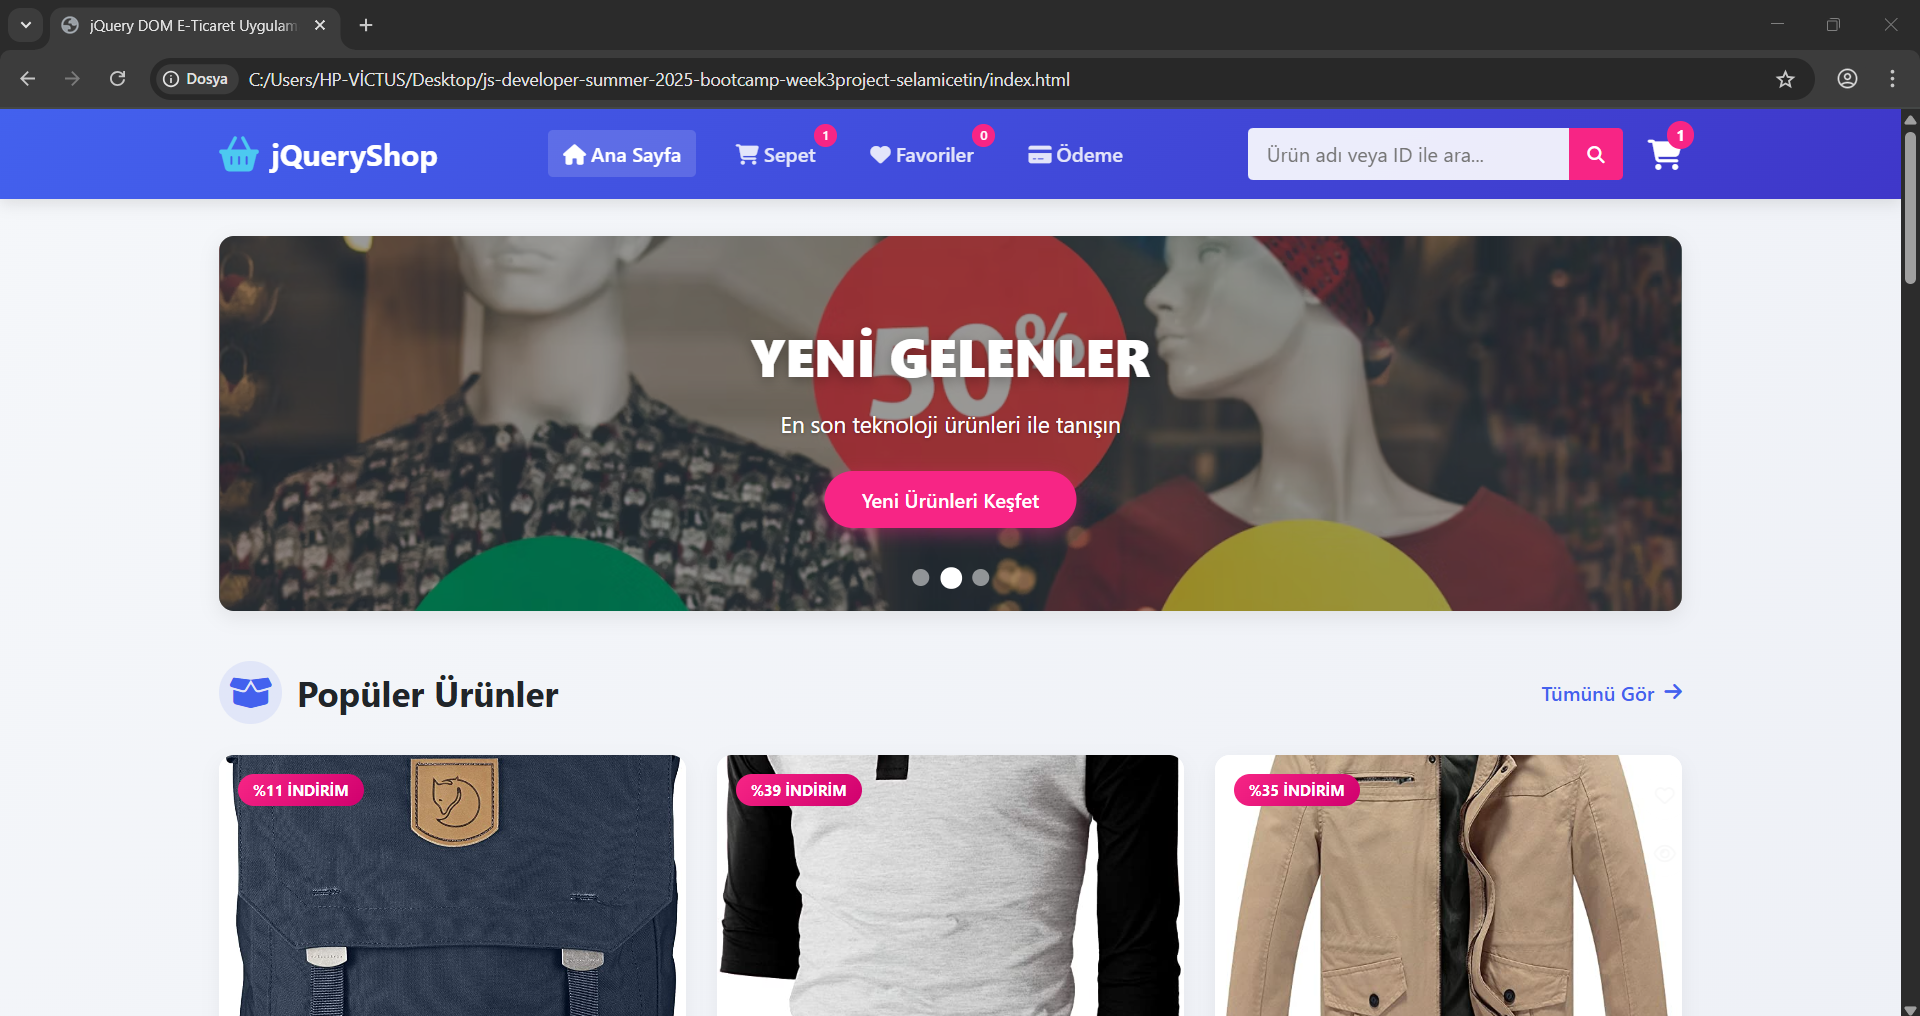 jQuery DOM E-Ticaret Uygulam
Dosya C:/Users/HP-VİCTUS/Desktop/js-developer-summer-2025-bootcamp-week3project-selamicetin/index.html
jQueryShop
Ana Sayfa
Sepet 1
Favoriler 0
Ödeme
Ürün adı veya ID ile ara...
1
50%
YENİ GELENLER
En son teknoloji ürünleri ile tanışın
Yeni Ürünleri Keşfet
Popüler Ürünler
Tümünü Gör
%11 İNDİRİM
%39 İNDİRİM
%35 İNDİRİM